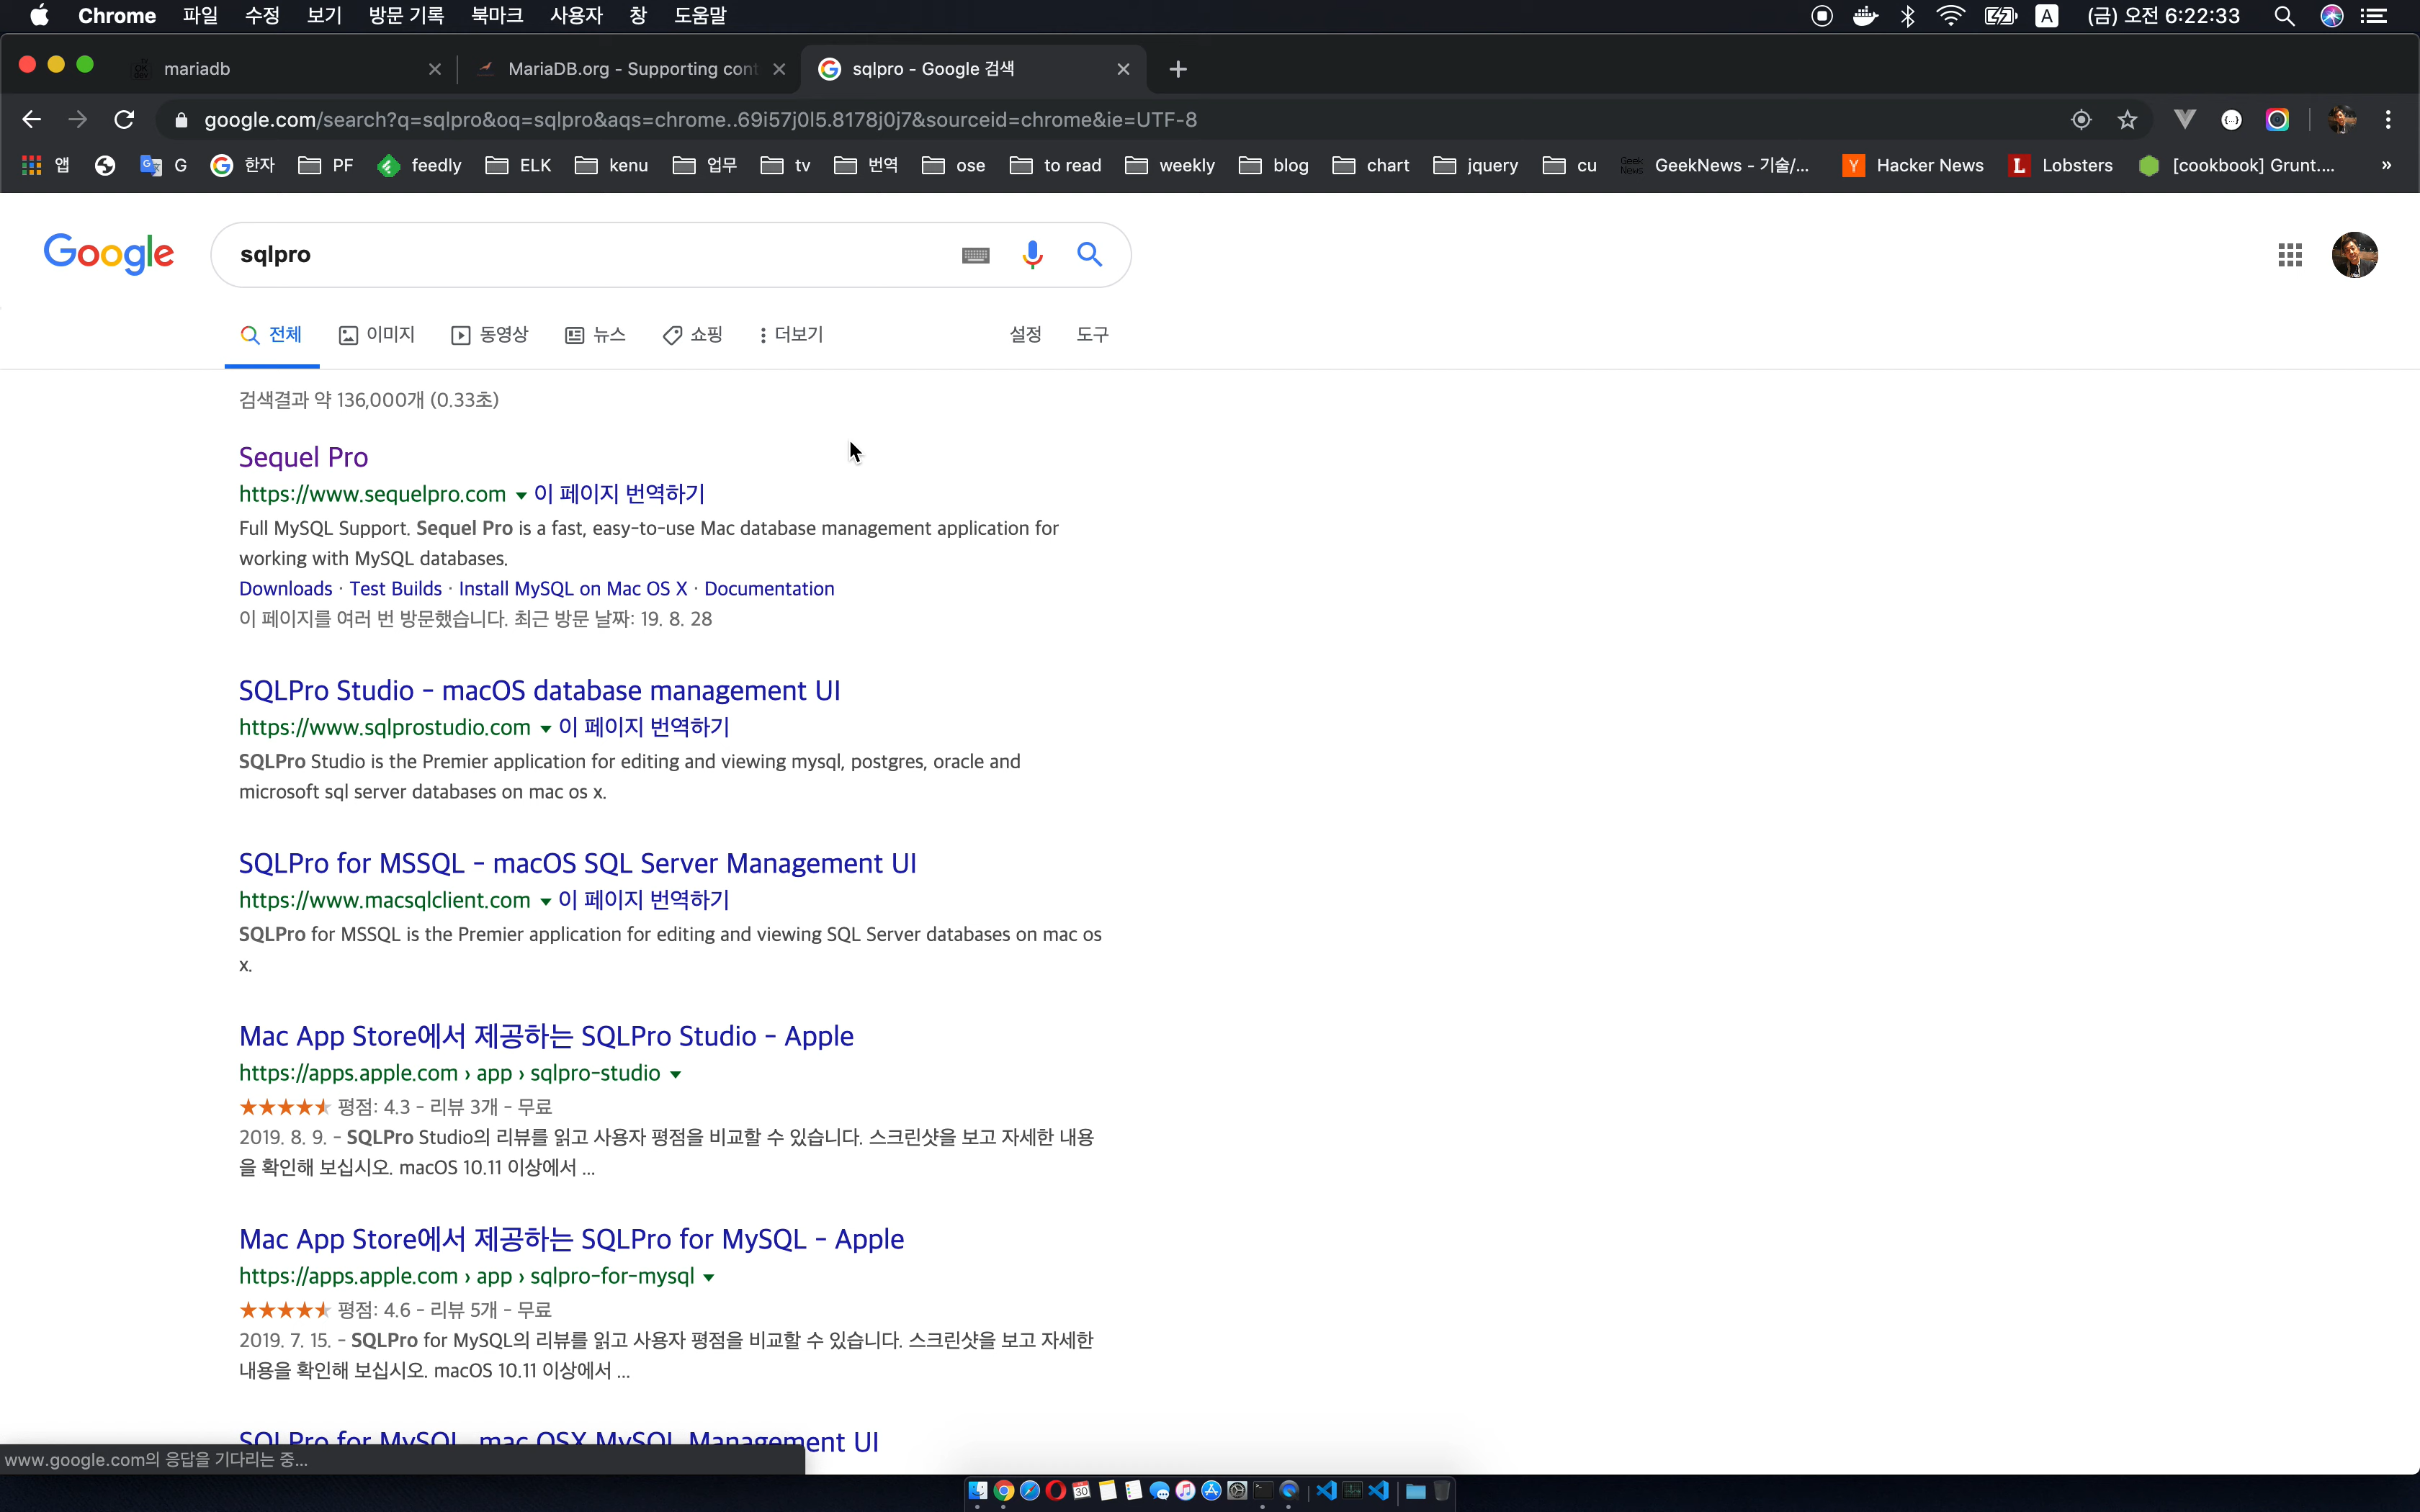 Chrome 파일 수정 보기 방문 기록 북마크 사용자 창 도움말 A (금) 오전 6:22:33
mariadb MariaDB.org - Supporting cont sqlpro - Google 검색
google.com/search?q=sqlpro&oq=sqlpro&aqs=chrome..69i57j0l5.8178j0j7&sourceid=chrome&ie=UTF-8
앱 G 한자 PF feedly ELK kenu 업무 tv 번역 ose to read weekly blog chart jquery cu GeekNews - 기술/... Hacker News Lobsters [cookbook] Grunt.... »
Google sqlpro
전체 이미지 동영상 뉴스 쇼핑 더보기 설정 도구
검색결과 약 136,000개 (0.33초)
Sequel Pro
https://www.sequelpro.com 이 페이지 번역하기
Full MySQL Support. Sequel Pro is a fast, easy-to-use Mac database management application for
working with MySQL databases.
Downloads · Test Builds · Install MySQL on Mac OS X · Documentation
이 페이지를 여러 번 방문했습니다. 최근 방문 날짜: 19. 8. 28
SQLPro Studio - macOS database management UI
https://www.sqlprostudio.com 이 페이지 번역하기
SQLPro Studio is the Premier application for editing and viewing mysql, postgres, oracle and
microsoft sql server databases on mac os x.
SQLPro for MSSQL - macOS SQL Server Management UI
https://www.macsqlclient.com 이 페이지 번역하기
SQLPro for MSSQL is the Premier application for editing and viewing SQL Server databases on mac os
x.
Mac App Store에서 제공하는 SQLPro Studio - Apple
https://apps.apple.com › app › sqlpro-studio
평점: 4.3 - 리뷰 3개 - 무료
2019. 8. 9. - SQLPro Studio의 리뷰를 읽고 사용자 평점을 비교할 수 있습니다. 스크린샷을 보고 자세한 내용
을 확인해 보십시오. macOS 10.11 이상에서 ...
Mac App Store에서 제공하는 SQLPro for MySQL - Apple
https://apps.apple.com › app › sqlpro-for-mysql
평점: 4.6 - 리뷰 5개 - 무료
2019. 7. 15. - SQLPro for MySQL의 리뷰를 읽고 사용자 평점을 비교할 수 있습니다. 스크린샷을 보고 자세한
내용을 확인해 보십시오. macOS 10.11 이상에서 ...
SQLPro for MySQL, mac OSX MySQL Management UI
www.google.com의 응답을 기다리는 중...
30